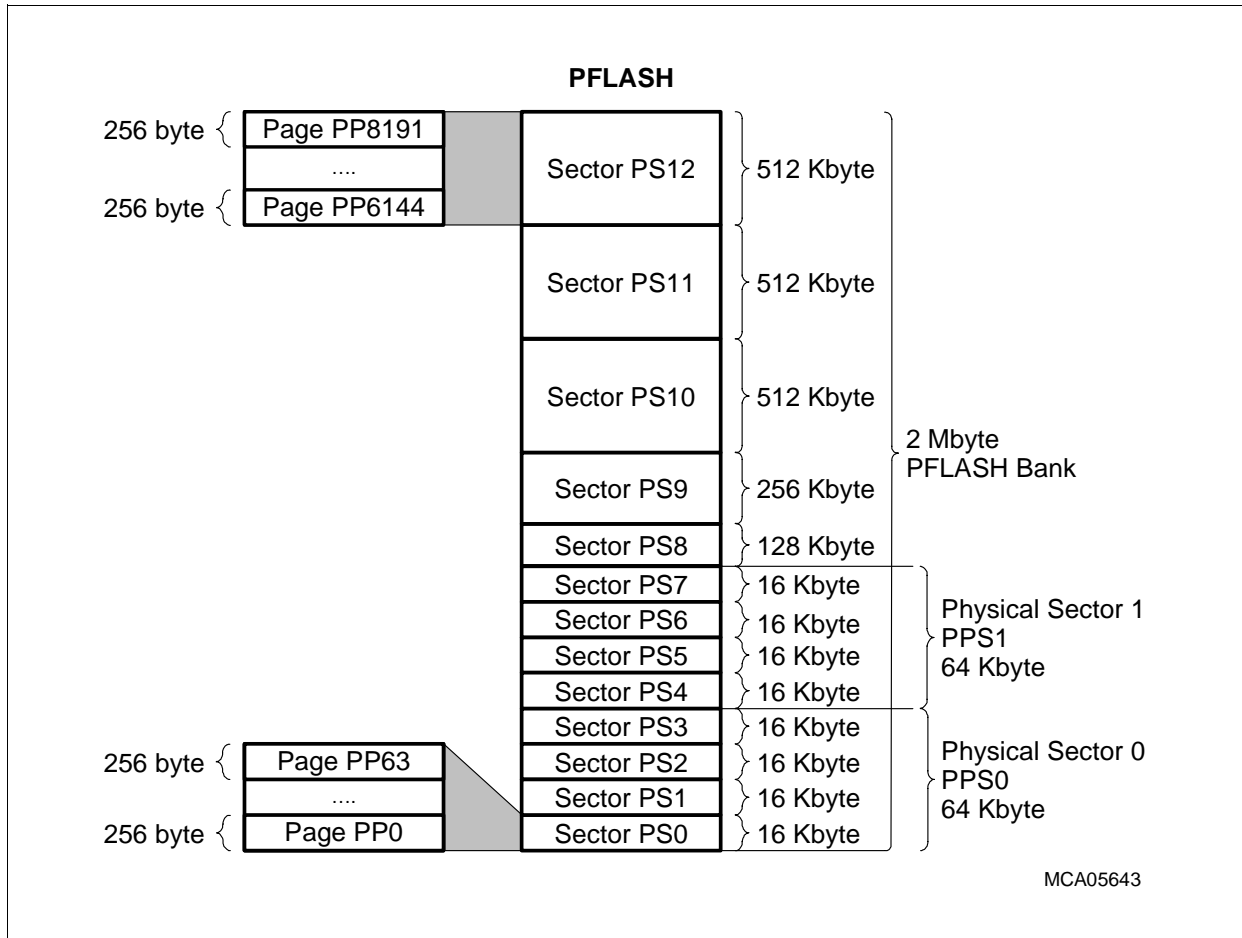 PFLASH
256 byte
Page PP8191
....
256 byte
Page PP6144
Sector PS12
512 Kbyte
Sector PS11
512 Kbyte
Sector PS10
512 Kbyte
Sector PS9
256 Kbyte
Sector PS8
128 Kbyte
2 Mbyte
PFLASH Bank
Sector PS7
16 Kbyte
Sector PS6
16 Kbyte
Sector PS5
16 Kbyte
Sector PS4
16 Kbyte
Physical Sector 1
PPS1
64 Kbyte
Sector PS3
16 Kbyte
Sector PS2
16 Kbyte
Sector PS1
16 Kbyte
Sector PS0
16 Kbyte
Physical Sector 0
PPS0
64 Kbyte
256 byte
Page PP63
....
256 byte
Page PP0
MCA05643